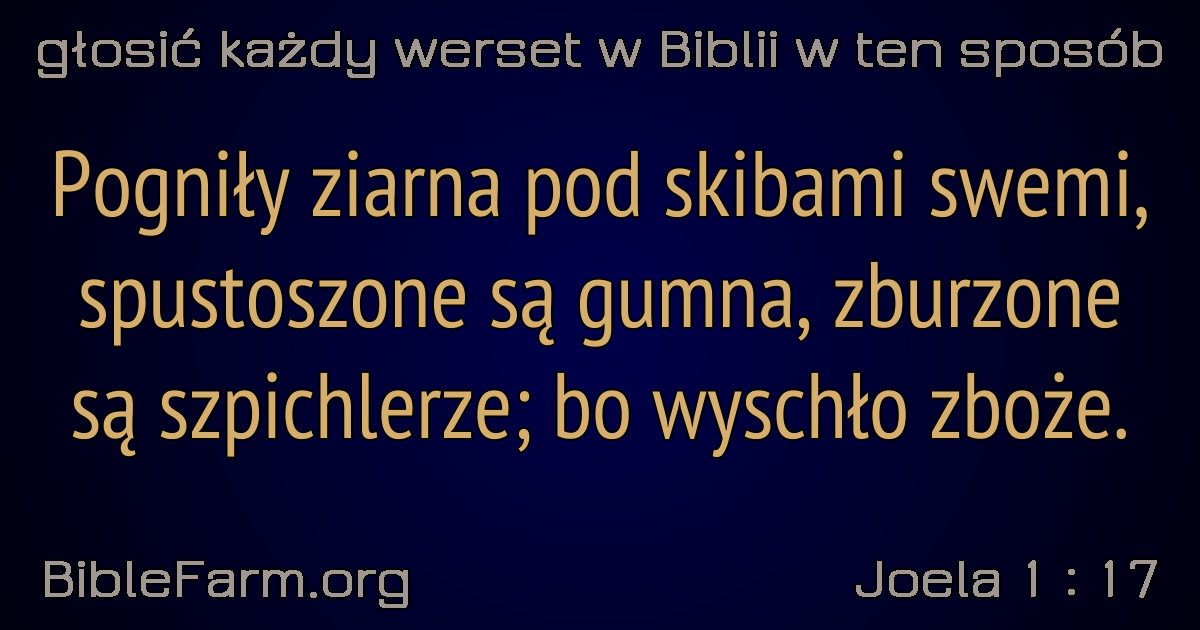 głosić każdy werset w Biblii w ten sposób
Pogniły ziarna pod skibami swemi,
spustoszone są gumna, zburzone
są szpichlerze; bo wyschło zboże.
BibleFarm.org
Joela 1 : 17